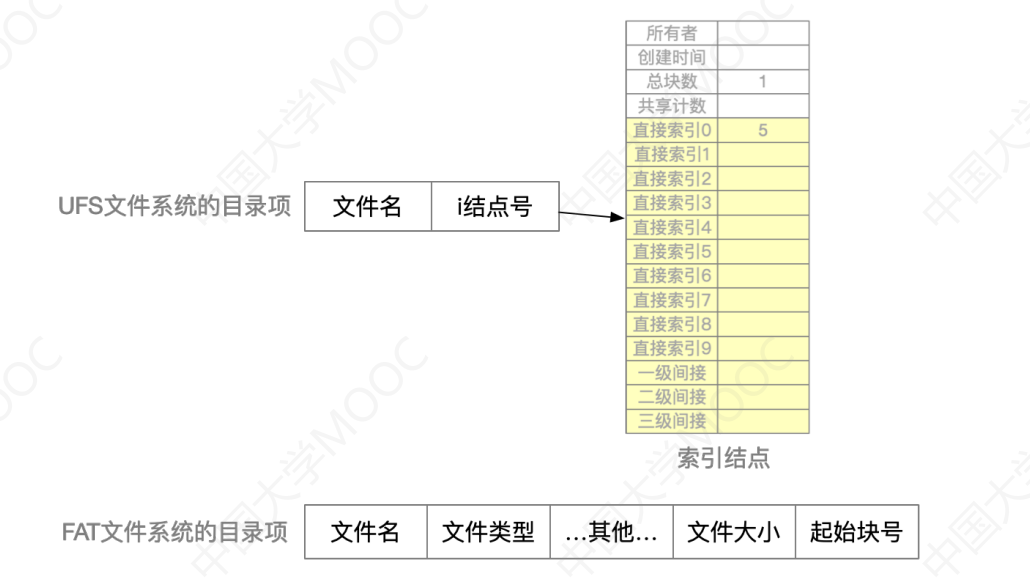 所有者
创建时间
总块数 1
共享计数
直接索引0 5
直接索引1
直接索引2
直接索引3
直接索引4
直接索引5
直接索引6
直接索引7
直接索引8
直接索引9
一级间接
二级间接
三级间接
索引结点
UFS文件系统的目录项 文件名 i结点号
FAT文件系统的目录项 文件名 文件类型 ...其他... 文件大小 起始块号
中国大学MOOC